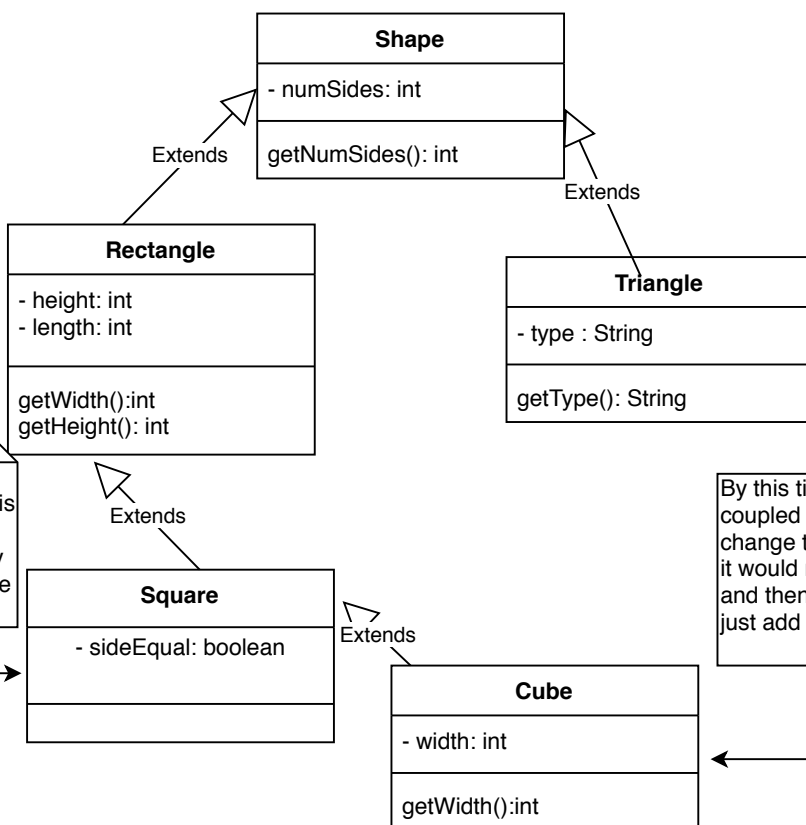 Shape
- numSides: int
getNumSides(): int
Extends
Extends
Rectangle
- height: int
- length: int
getWidth():int
getHeight(): int
Triangle
- type : String
getType(): String
Extends
is
Square
- sideEqual: boolean
Extends
Cube
- width: int
getWidth():int
By this
coupled
change
it would
and then
just add